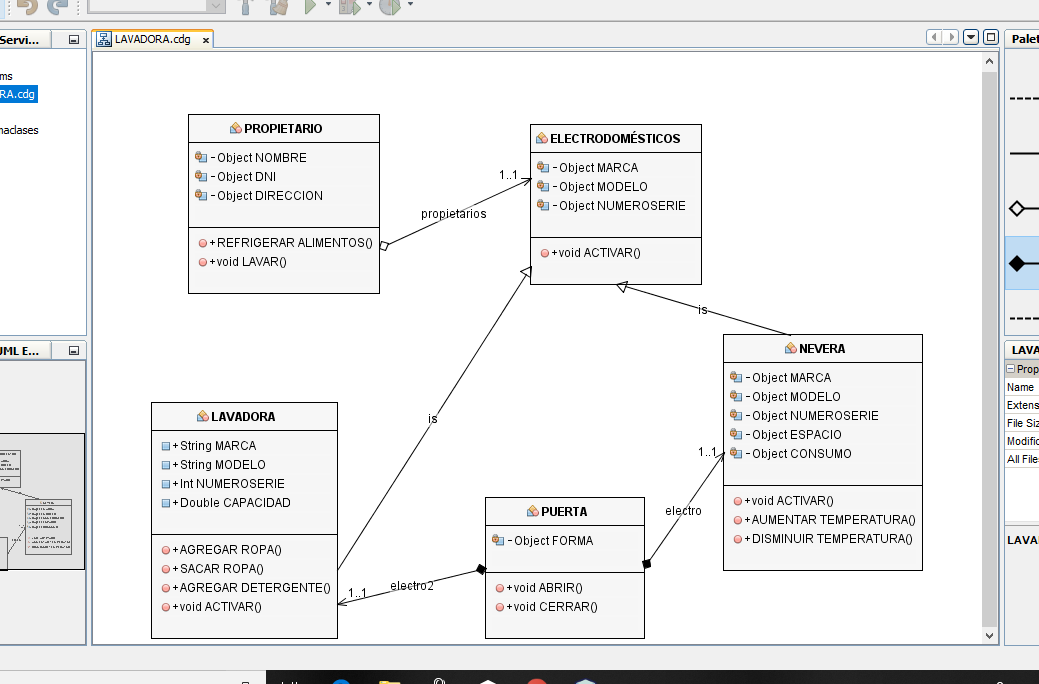 Servi...
LAVADORA.cdg
Palet
ms
RA.cdg
naclases
PROPIETARIO
- Object NOMBRE
- Object DNI
- Object DIRECCION
+ REFRIGERAR ALIMENTOS()
+ void LAVAR()
1..1
propietarios
ELECTRODOMÉSTICOS
- Object MARCA
- Object MODELO
- Object NUMEROSERIE
+ void ACTIVAR()
is
is
NEVERA
- Object MARCA
- Object MODELO
- Object NUMEROSERIE
- Object ESPACIO
- Object CONSUMO
+ void ACTIVAR()
+ AUMENTAR TEMPERATURA()
+ DISMINUIR TEMPERATURA()
1..1
electro
LAVADORA
+ String MARCA
+ String MODELO
+ Int NUMEROSERIE
+ Double CAPACIDAD
+ AGREGAR ROPA()
+ SACAR ROPA()
+ AGREGAR DETERGENTE()
+ void ACTIVAR()
1..1
electro2
PUERTA
- Object FORMA
+ void ABRIR()
+ void CERRAR()
UML E...
LAVA
Prop
Name
Extens
File Siz
Modific
All File
LAVA